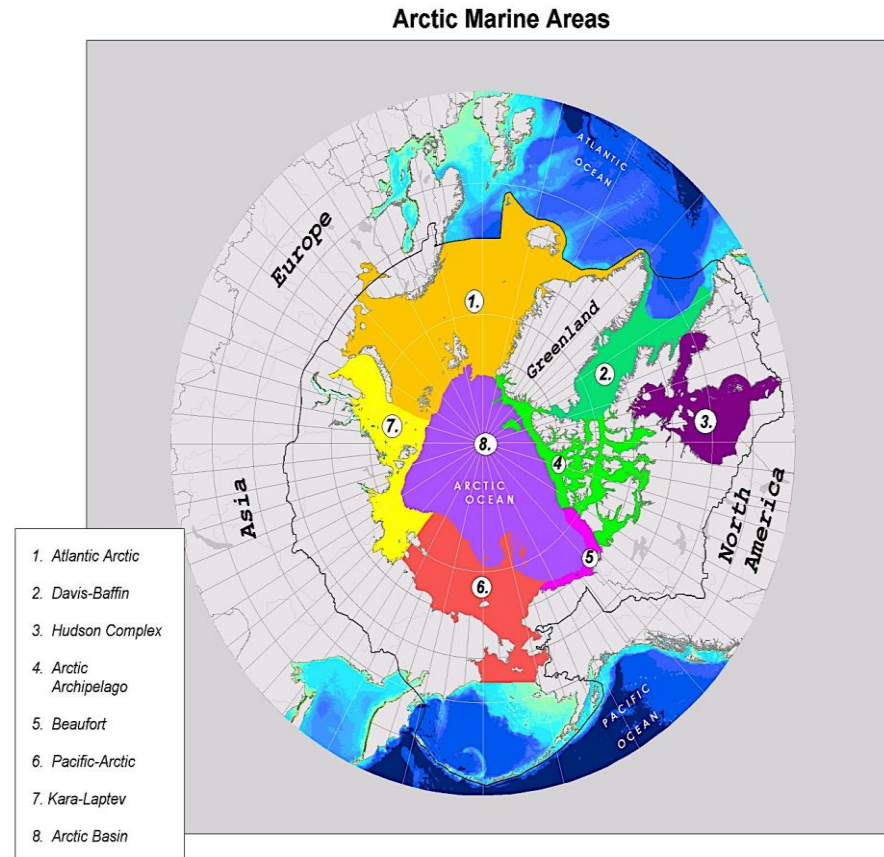 Arctic Marine Areas
ATLANTIC
OCEAN
Europe
1.
Greenland
2.
3.
7.
8.
4
ARCTIC
OCEAN
Asia
North
America
5
6.
PACIFIC
OCEAN
1. Atlantic Arctic
2. Davis-Baffin
3. Hudson Complex
4. Arctic
Archipelago
5. Beaufort
6. Pacific-Arctic
7. Kara-Laptev
8. Arctic Basin